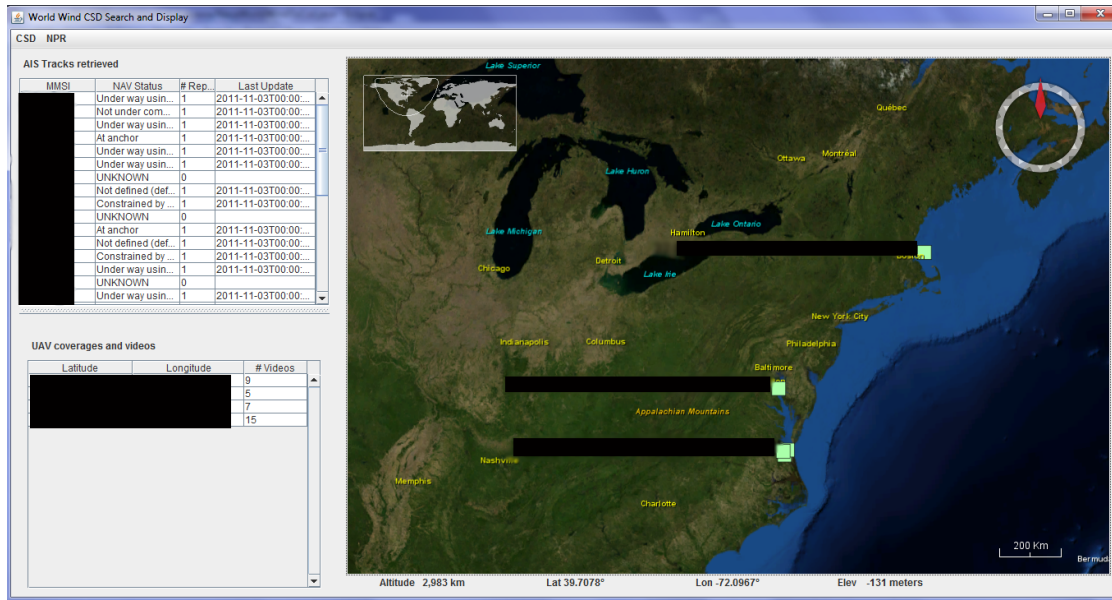 World Wind CSD Search and Display
CSD NPR
AIS Tracks retrieved
MMSI NAV Status # Rep... Last Update
Under way usin... 1 2011-11-03T00:00:...
Not under com... 1 2011-11-03T00:00:...
Under way usin... 1 2011-11-03T00:00:...
At anchor 1 2011-11-03T00:00:...
Under way usin... 1 2011-11-03T00:00:...
Under way usin... 1 2011-11-03T00:00:...
UNKNOWN 0
Not defined (def... 1 2011-11-03T00:00:...
Constrained by ... 1 2011-11-03T00:00:...
UNKNOWN 0
At anchor 1 2011-11-03T00:00:...
Not defined (def... 1 2011-11-03T00:00:...
Constrained by ... 1 2011-11-03T00:00:...
Under way usin... 1 2011-11-03T00:00:...
UNKNOWN 0
Under way usin... 1 2011-11-03T00:00:...
UAV coverages and videos
Latitude Longitude # Videos
9
5
7
15
Lake Superior
Québec
Ottawa
Montréal
Lake Huron
Lake Ontario
Lake Michigan
Hamilton
Boston
Detroit
Chicago
Lake Erie
New York City
Indianapolis
Columbus
Philadelphia
Baltimore
Appalachian Mountains
Nashville
Memphis
Charlotte
200 Km
Bermuda
Altitude 2,983 km Lat 39.7078° Lon -72.0967° Elev -131 meters